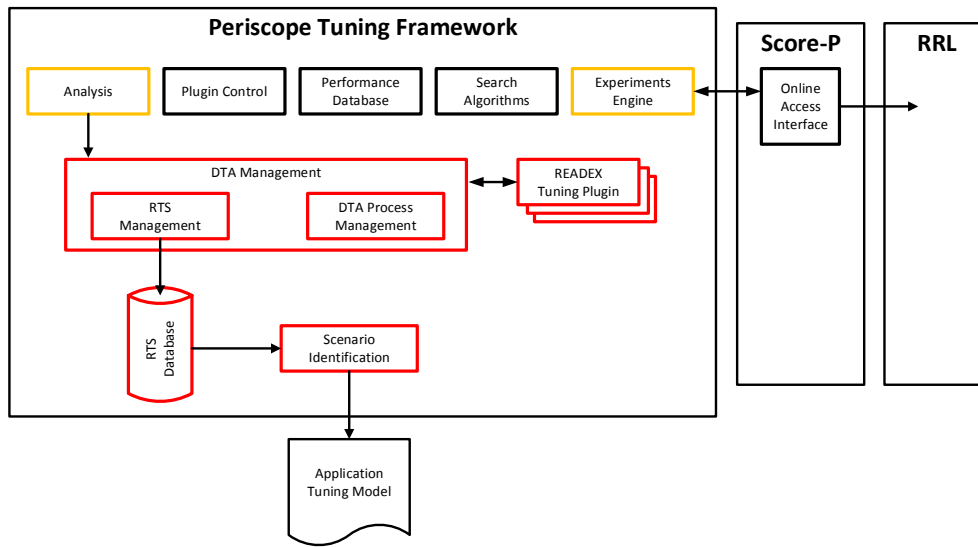 Periscope Tuning Framework
Score-P
RRL
Analysis
Plugin Control
Performance
Database
Search
Algorithms
Experiments
Engine
Online
Access
Interface
DTA Management
RTS
Management
DTA Process
Management
READEX
Tuning Plugin
RTS
Database
Scenario
Identification
Application
Tuning Model